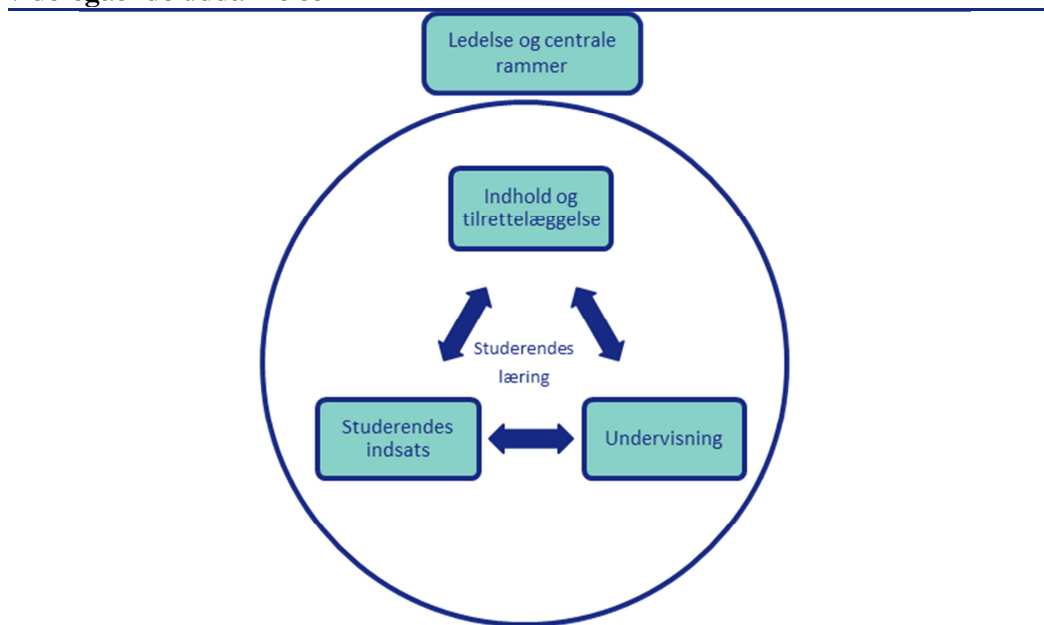 Ledelse og centrale
rammer
Indhold og
tilrettelæggelse
Studerendes
læring
Studerendes
indsats
Undervisning